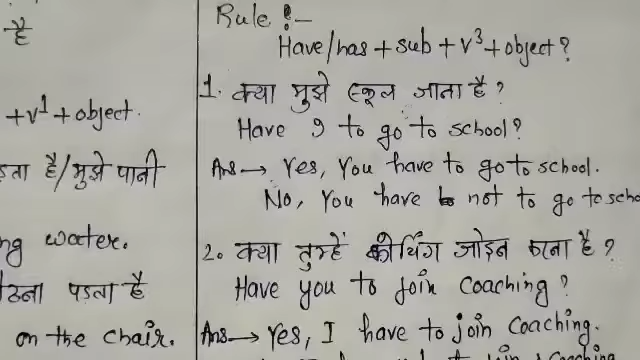 है
+v¹ + object.
ता है/मुझे पानी
water.
पड़ता है
on the chair.
Rule :-
Have/has + sub + v³ + object?
1. क्या मुझे स्कूल जाना है?
Have I to go to school?
Ans → Yes, You have to go to school.
No, You have not to go to scho
2. क्या तुम्हें कोचिंग जोइन करना है?
Have you to join coaching?
Ans → Yes, I have to join coaching.